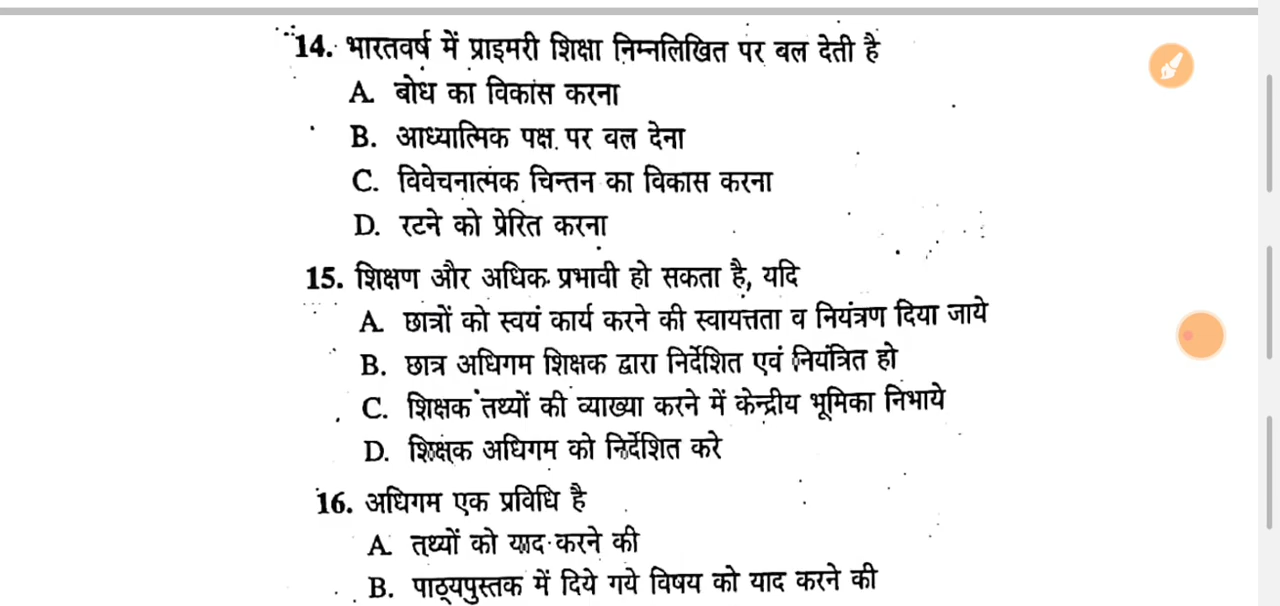 14. भारतवर्ष में प्राइमरी शिक्षा निम्नलिखित पर बल देती है
A. बोध का विकास करना
B. आध्यात्मिक पक्ष पर बल देना
C. विवेचनात्मक चिन्तन का विकास करना
D. रटने को प्रेरित करना
15. शिक्षण और अधिक प्रभावी हो सकता है, यदि
A. छात्रों को स्वयं कार्य करने की स्वायत्तता व नियंत्रण दिया जाये
B. छात्र अधिगम शिक्षक द्वारा निर्देशित एवं नियंत्रित हो
C. शिक्षक तथ्यों की व्याख्या करने में केन्द्रीय भूमिका निभाये
D. शिक्षक अधिगम को निर्देशित करे
16. अधिगम एक प्रविधि है
A. तथ्यों को याद करने की
B. पाठ्यपुस्तक में दिये गये विषय को याद करने की